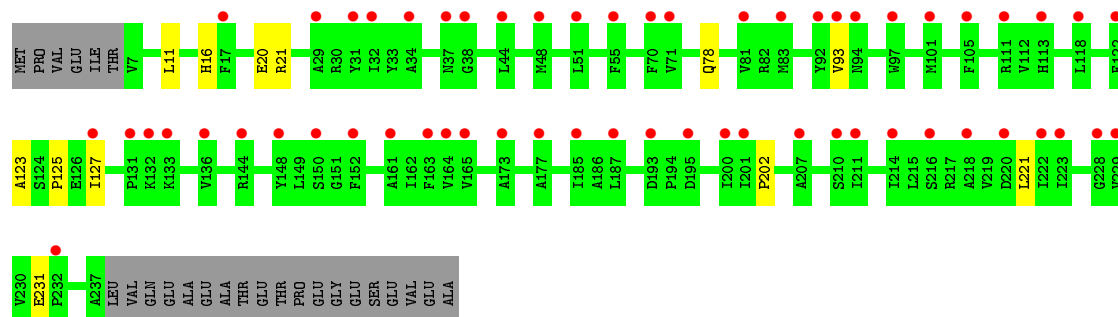 MET PRO VAL GLU ILE THR V7 L11 H16 F17 E20 R21 A29 R30 Y31 I32 Y33 A34 N37 G38 L44 M48 L51 F55 F70 V71 Q78 V81 R82 M83 Y92 V93 N94 W97 M101 F105 R111 V112 H113 L118
A123 S124 P125 E126 I127 P131 K132 K133 V136 R144 Y148 L149 S150 G151 F152 A161 I162 F163 V164 V165 A173 A177 I185 A186 L187 D193 P194 D195 I200 I201 P202 A207 S210 I211 I214 L215 S216 R217 A218 V219 D220 L221 I222 I223 G228
V230 E231 P232 A237 LEU VAL GLN GLU ALA GLU ALA THR GLU THR PRO GLU GLY GLU SER GLU VAL GLU ALA